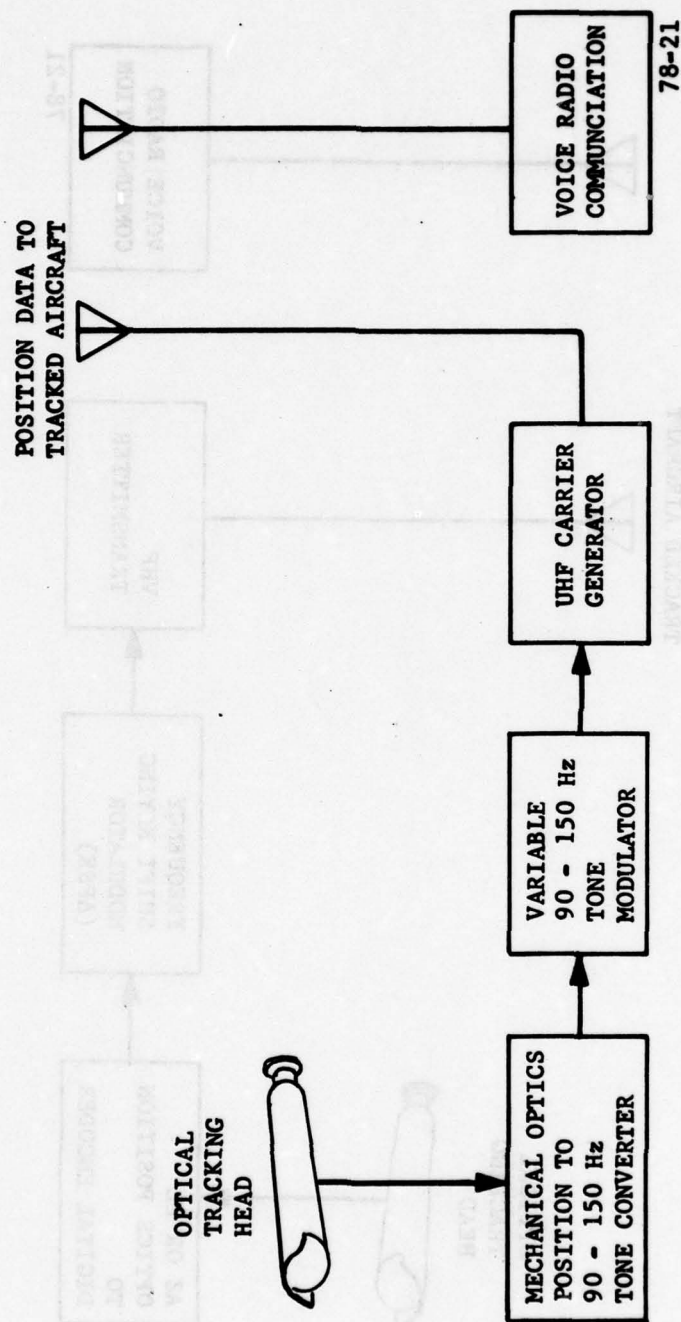 POSITION DATA TO
TRACKED AIRCRAFT
OPTICAL
TRACKING
HEAD
MECHANICAL OPTICS
POSITION TO
90 - 150 Hz
TONE CONVERTER
VARIABLE
90 - 150 Hz
TONE
MODULATOR
UHF CARRIER
GENERATOR
VOICE RADIO
COMMUNCIATION
78-21